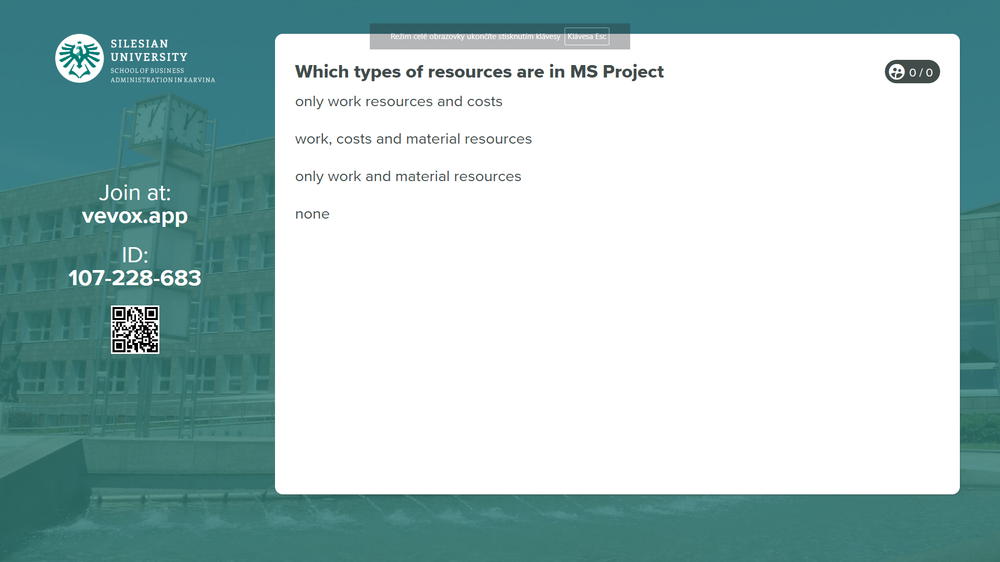 SILESIAN
UNIVERSITY
SCHOOL OF BUSINESS
ADMINISTRATION IN KARVINA
Join at:
vevox.app
ID:
107-228-683
Režim celé obrazovky ukončíte stisknutím klávesy Klávesa Esc
Which types of resources are in MS Project
0 / 0
only work resources and costs
work, costs and material resources
only work and material resources
none